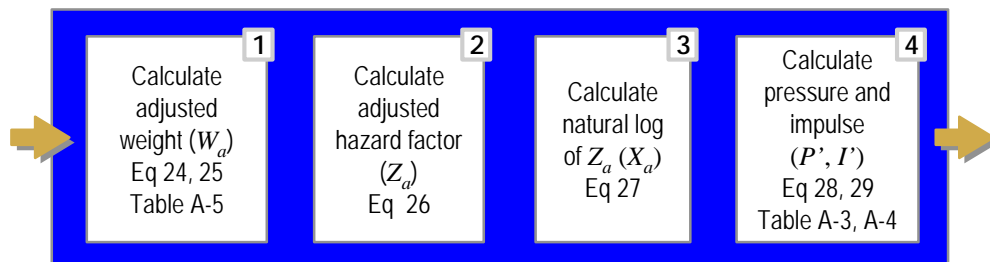 1
Calculate
adjusted
weight (Wa)
Eq 24, 25
Table A-5
2
Calculate
adjusted
hazard factor
(Za)
Eq 26
3
Calculate
natural log
of Za (Xa)
Eq 27
4
Calculate
pressure and
impulse
(P’, I’)
Eq 28, 29
Table A-3, A-4